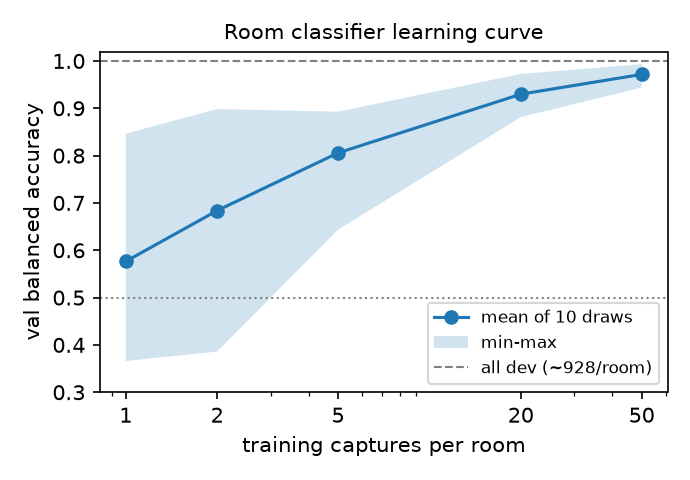 Room classifier learning curve
val balanced accuracy
1.0
0.9
0.8
0.7
0.6
0.5
0.4
0.3
mean of 10 draws
min-max
all dev (~928/room)
1 2 5 20 50
training captures per room